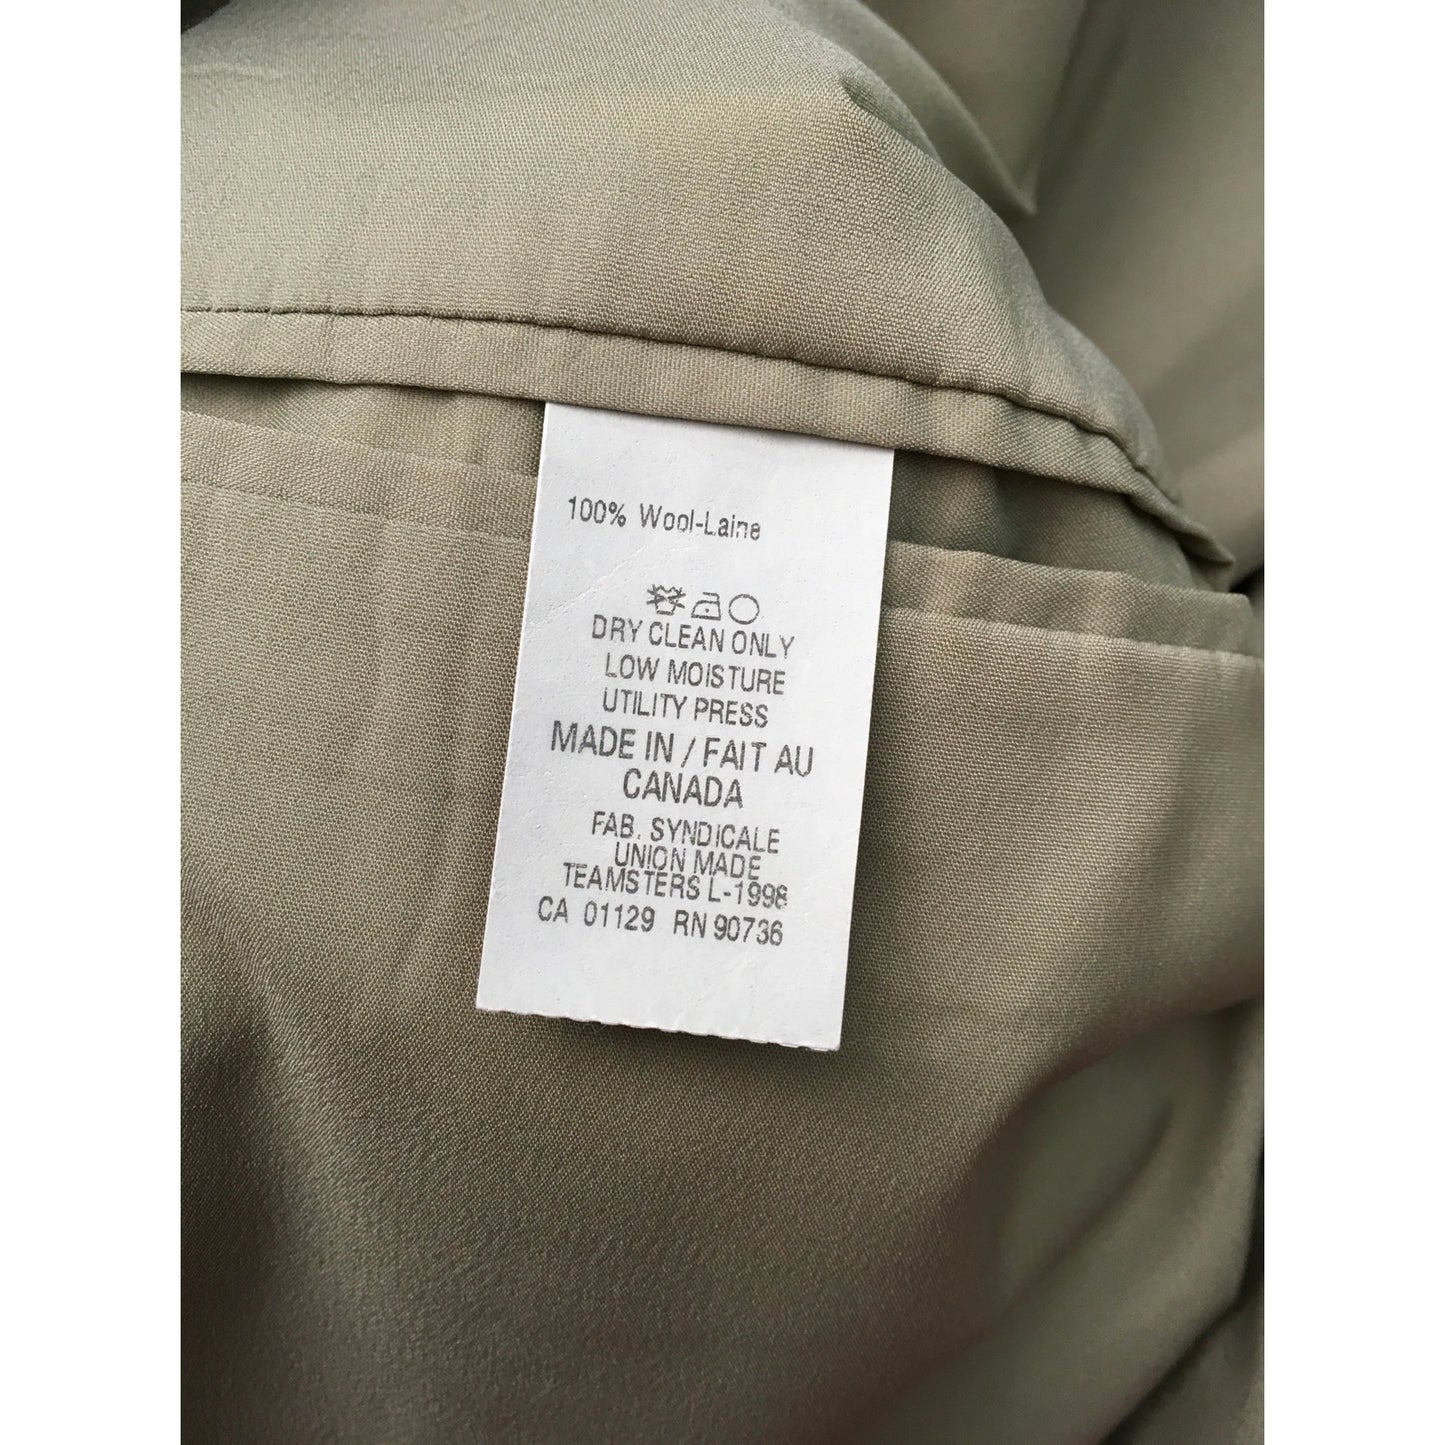 100% Wool-Laine
DRY CLEAN ONLY
LOW MOISTURE
UTILITY PRESS
MADE IN / FAIT AU
CANADA
FAB. SYNDICALE
UNION MADE
TEAMSTERS L-1998
CA 01129 RN 90736